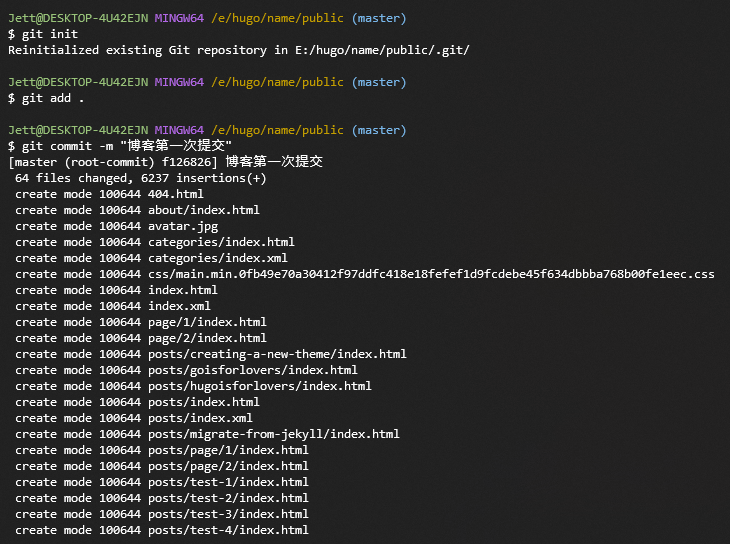 Jett@DESKTOP-4U42EJN MINGW64 /e/hugo/name/public (master)
$ git init
Reinitialized existing Git repository in E:/hugo/name/public/.git/
Jett@DESKTOP-4U42EJN MINGW64 /e/hugo/name/public (master)
$ git add .
Jett@DESKTOP-4U42EJN MINGW64 /e/hugo/name/public (master)
$ git commit -m "博客第一次提交"
[master (root-commit) f126826] 博客第一次提交
64 files changed, 6237 insertions(+)
create mode 100644 404.html
create mode 100644 about/index.html
create mode 100644 avatar.jpg
create mode 100644 categories/index.html
create mode 100644 categories/index.xml
create mode 100644 css/main.min.0fb49e70a30412f97ddfc418e18fefef1d9fcdebe45f634dbbba768b00fe1eec.css
create mode 100644 index.html
create mode 100644 index.xml
create mode 100644 page/1/index.html
create mode 100644 page/2/index.html
create mode 100644 posts/creating-a-new-theme/index.html
create mode 100644 posts/goisforlovers/index.html
create mode 100644 posts/hugoisforlovers/index.html
create mode 100644 posts/index.html
create mode 100644 posts/index.xml
create mode 100644 posts/migrate-from-jekyll/index.html
create mode 100644 posts/page/1/index.html
create mode 100644 posts/page/2/index.html
create mode 100644 posts/test-1/index.html
create mode 100644 posts/test-2/index.html
create mode 100644 posts/test-3/index.html
create mode 100644 posts/test-4/index.html